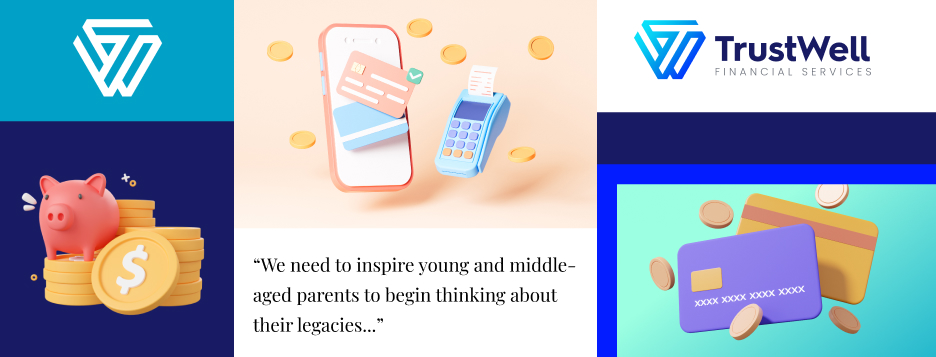 TrustWell
FINANCIAL SERVICES
$
XXXX XXXX XXXX XXXX
“We need to inspire young and middle-
aged parents to begin thinking about
their legacies...”